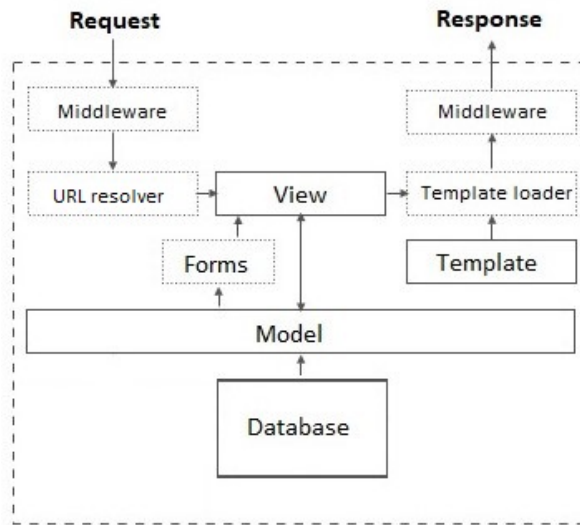 Request
Response
Middleware
Middleware
URL resolver
View
Template loader
Forms
Template
Model
Database